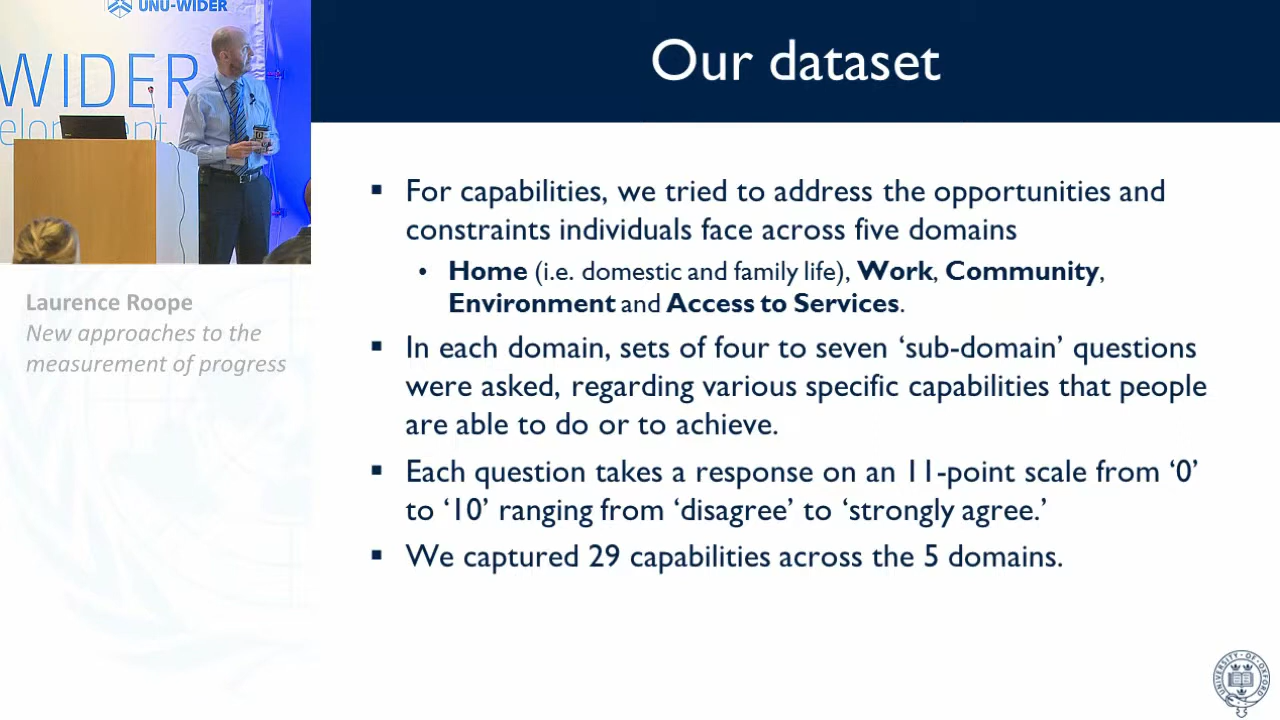 UNU-WIDER
WIDER
Our dataset
▪ For capabilities, we tried to address the opportunities and
constraints individuals face across five domains
• Home (i.e. domestic and family life), Work, Community,
Environment and Access to Services.
▪ In each domain, sets of four to seven ‘sub-domain’ questions
were asked, regarding various specific capabilities that people
are able to do or to achieve.
▪ Each question takes a response on an 11-point scale from ‘0’
to ‘10’ ranging from ‘disagree’ to ‘strongly agree.’
▪ We captured 29 capabilities across the 5 domains.
Laurence Roope
New approaches to the
measurement of progress
UNIVERSITY OF OXFORD